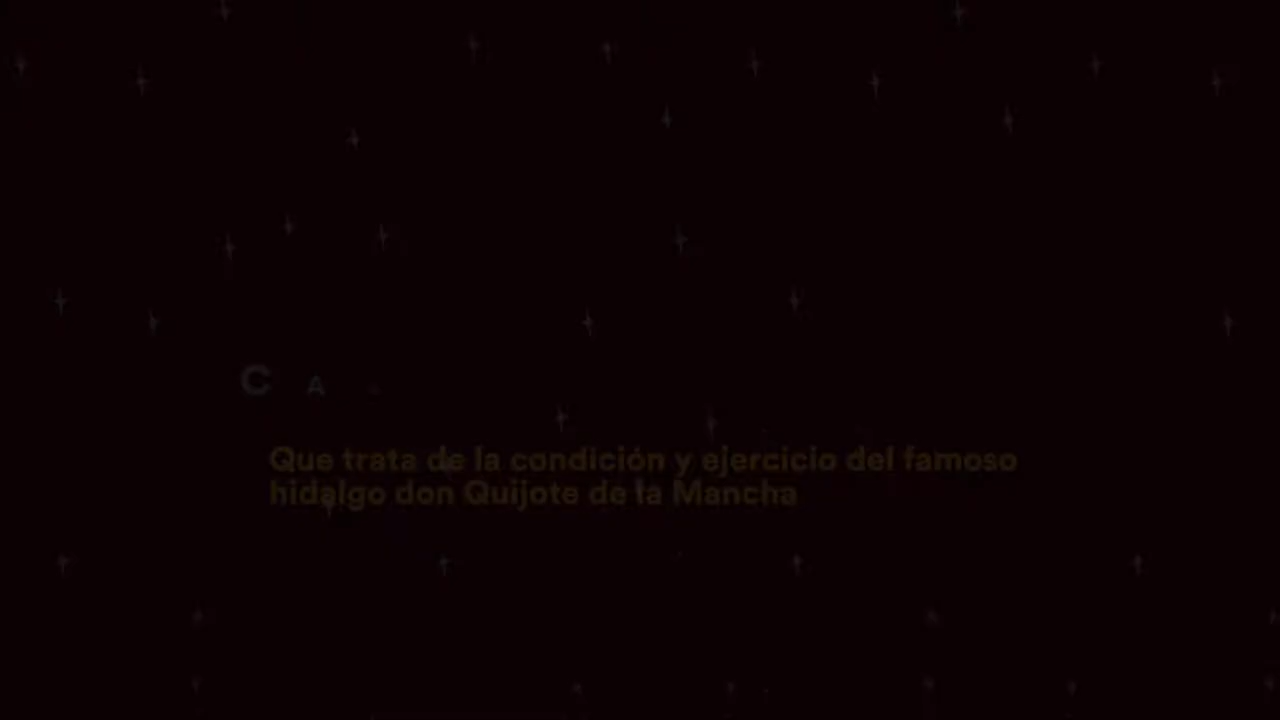 C A
Que trata de la condición y ejercicio del famoso
hidalgo don Quijote de la Mancha